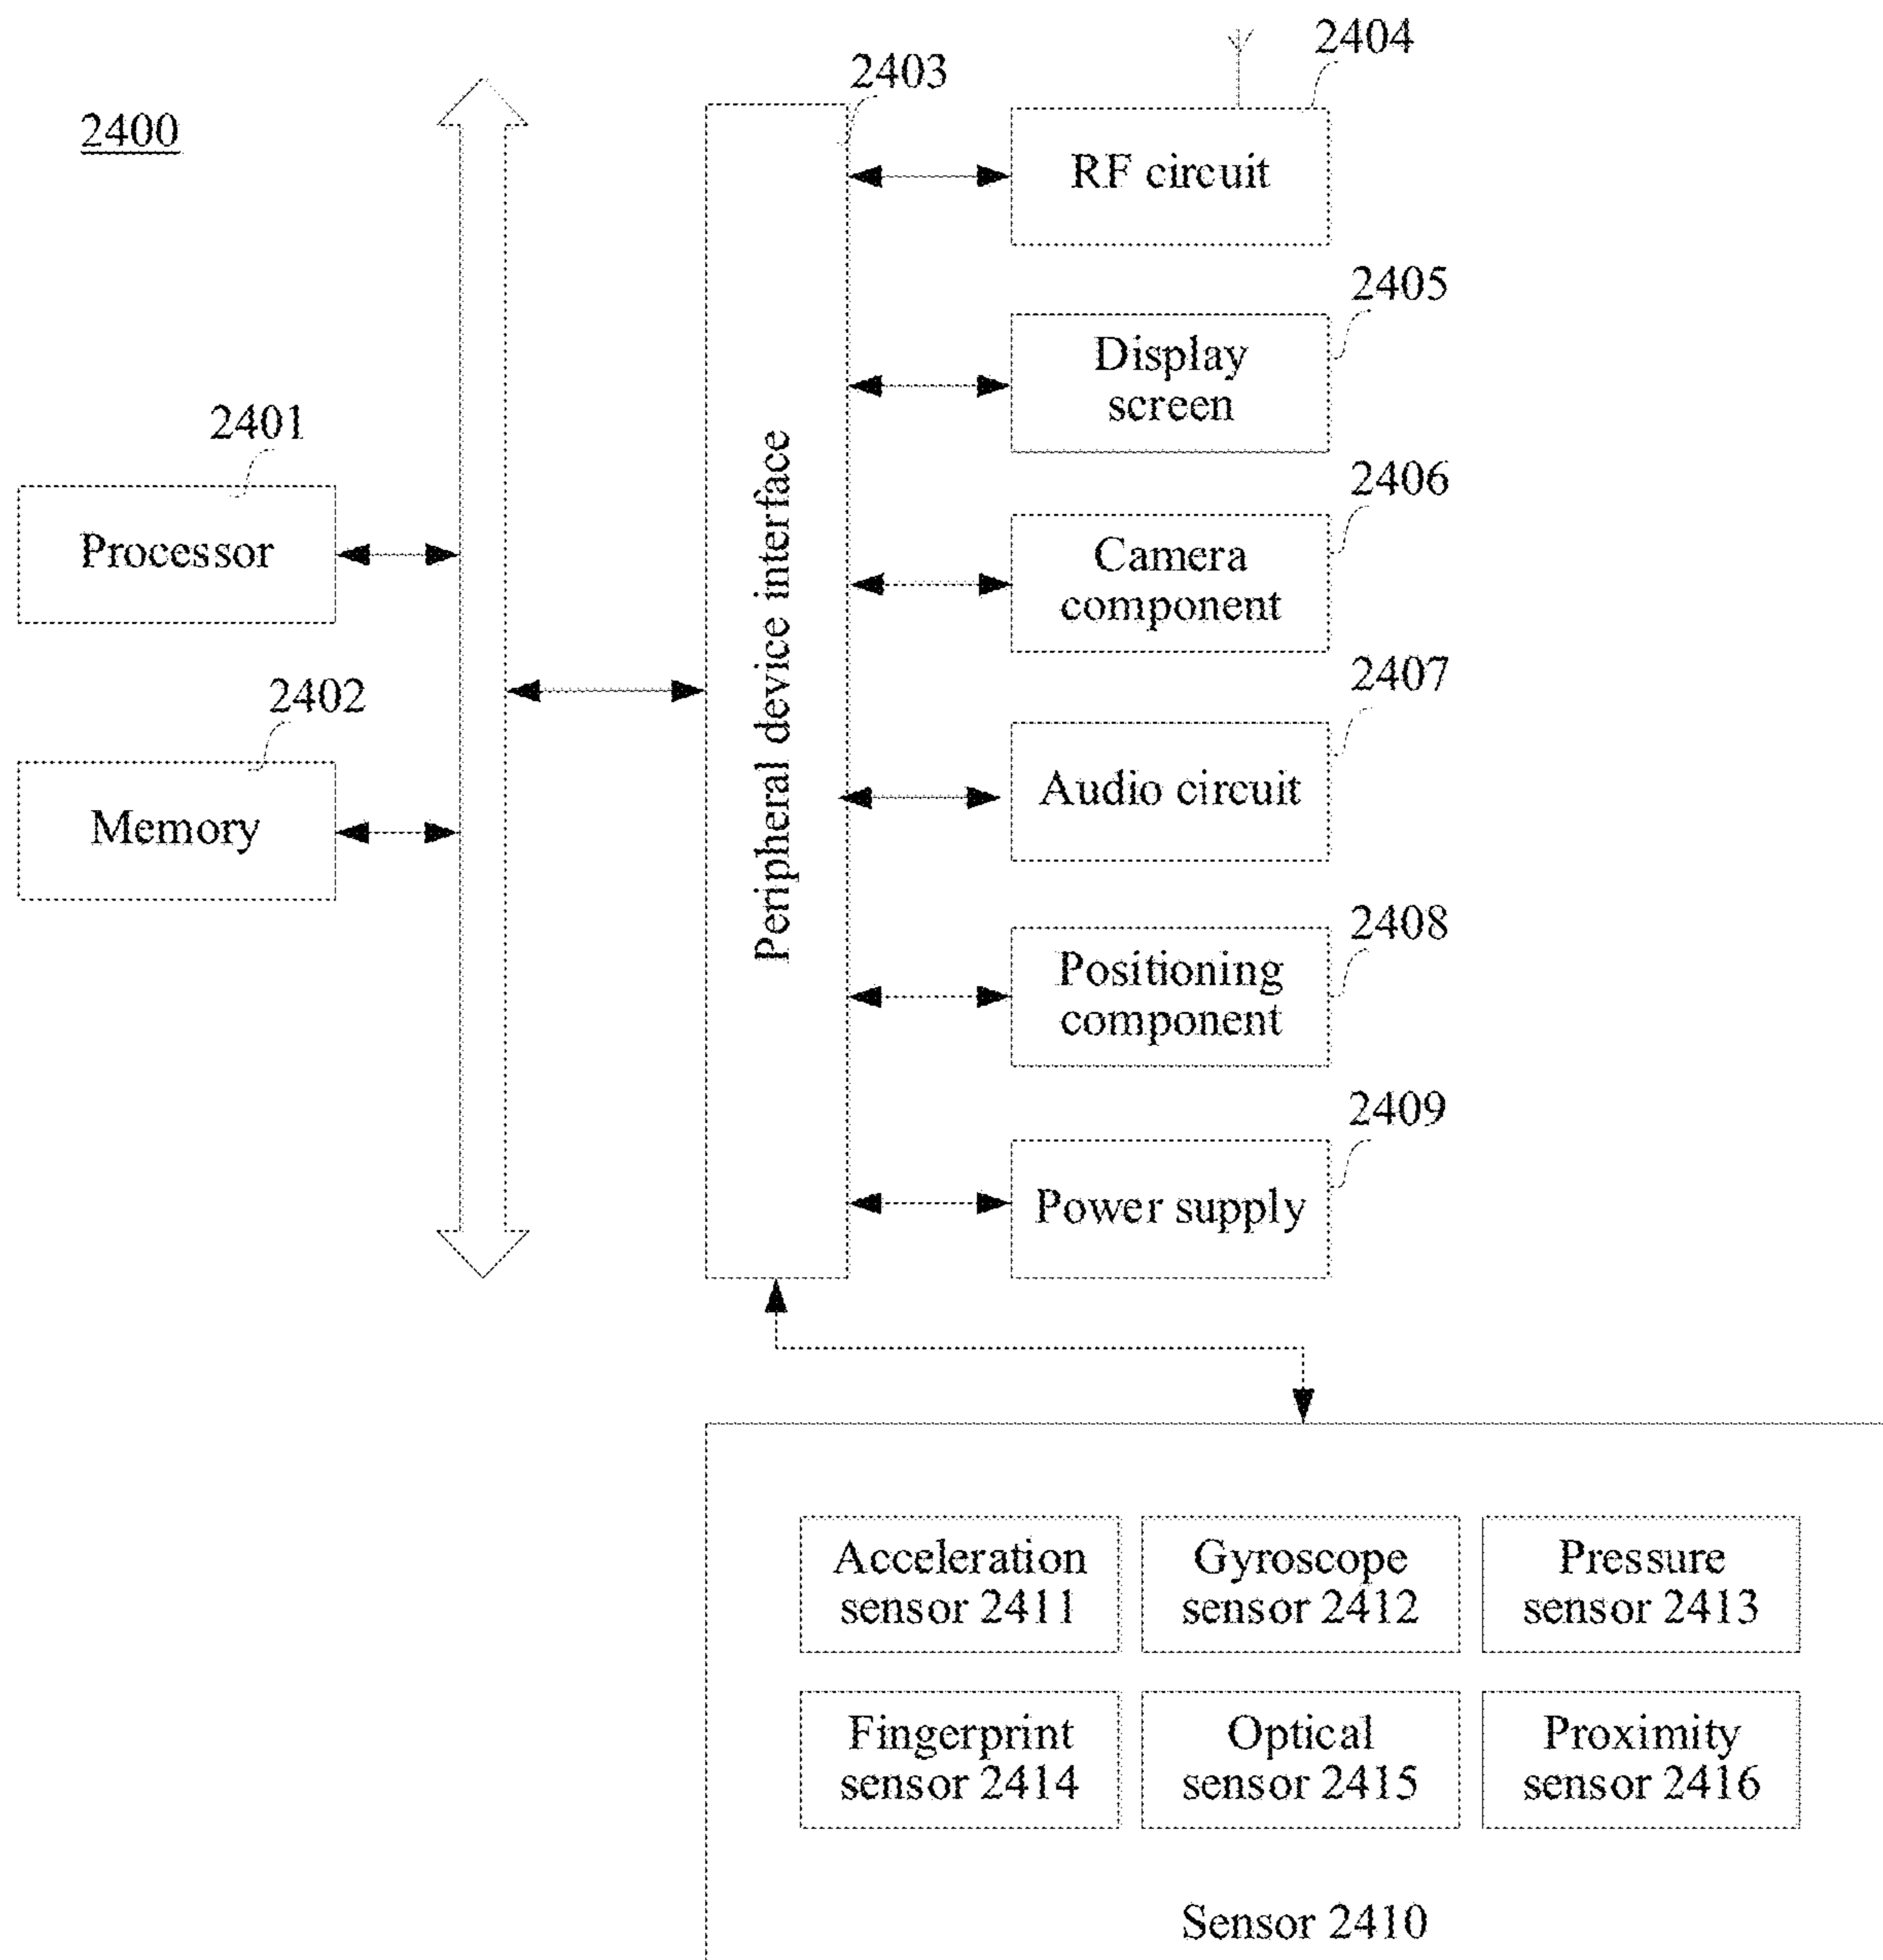 2400
2403
2404
RF circuit
2405
Display
screen
2401
Processor
2406
Camera
component
Peripheral device interface
2402
Memory
2407
Audio circuit
2408
Positioning
component
2409
Power supply
Acceleration
sensor 2411
Gyroscope
sensor 2412
Pressure
sensor 2413
Fingerprint
sensor 2414
Optical
sensor 2415
Proximity
sensor 2416
Sensor 2410